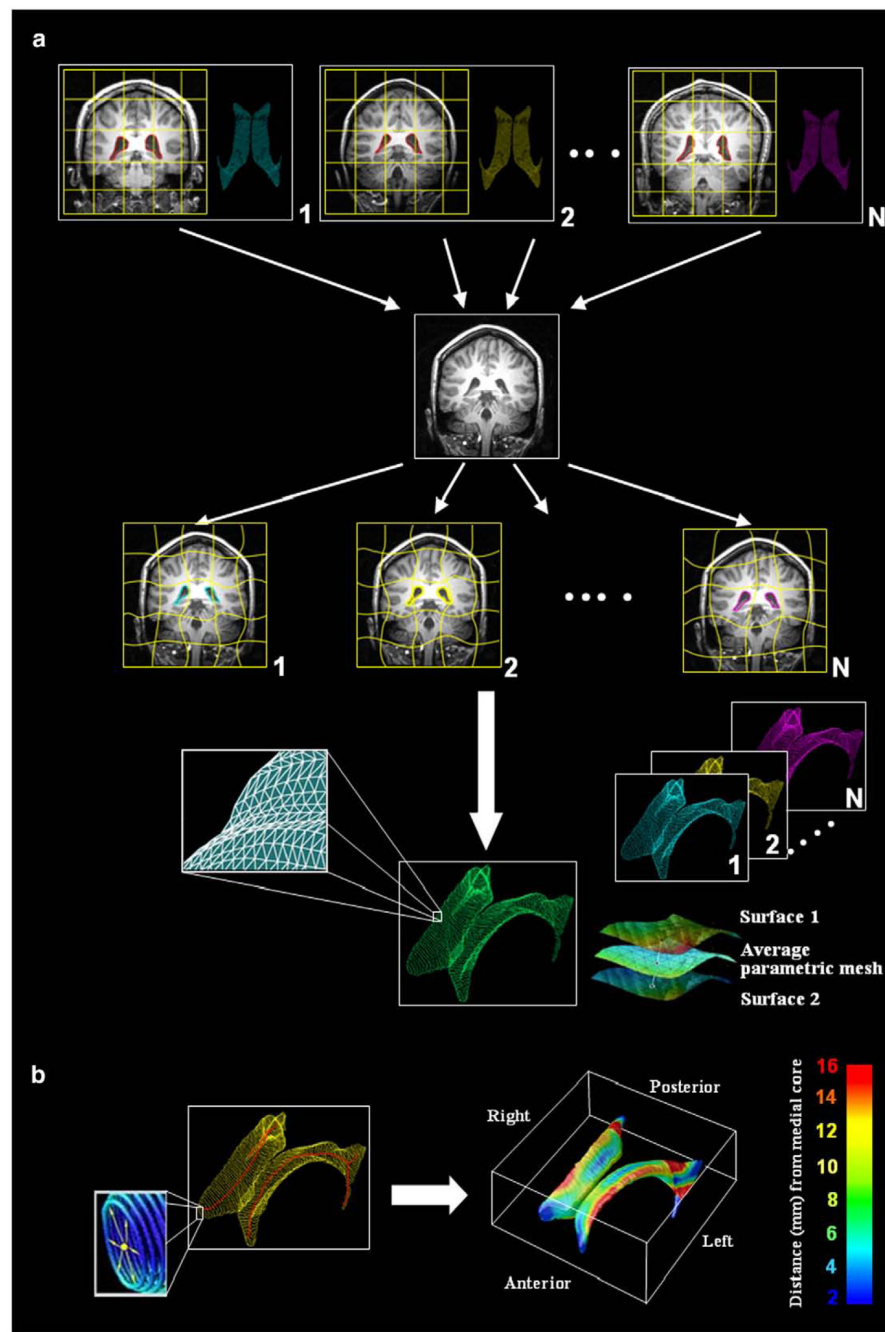 a
1
2
N
1
2
N
N
2
1
Surface 1
Average
parametric mesh
Surface 2
b
Right
Posterior
Anterior
Left
Distance (mm) from medial core
16
14
12
10
8
6
4
2